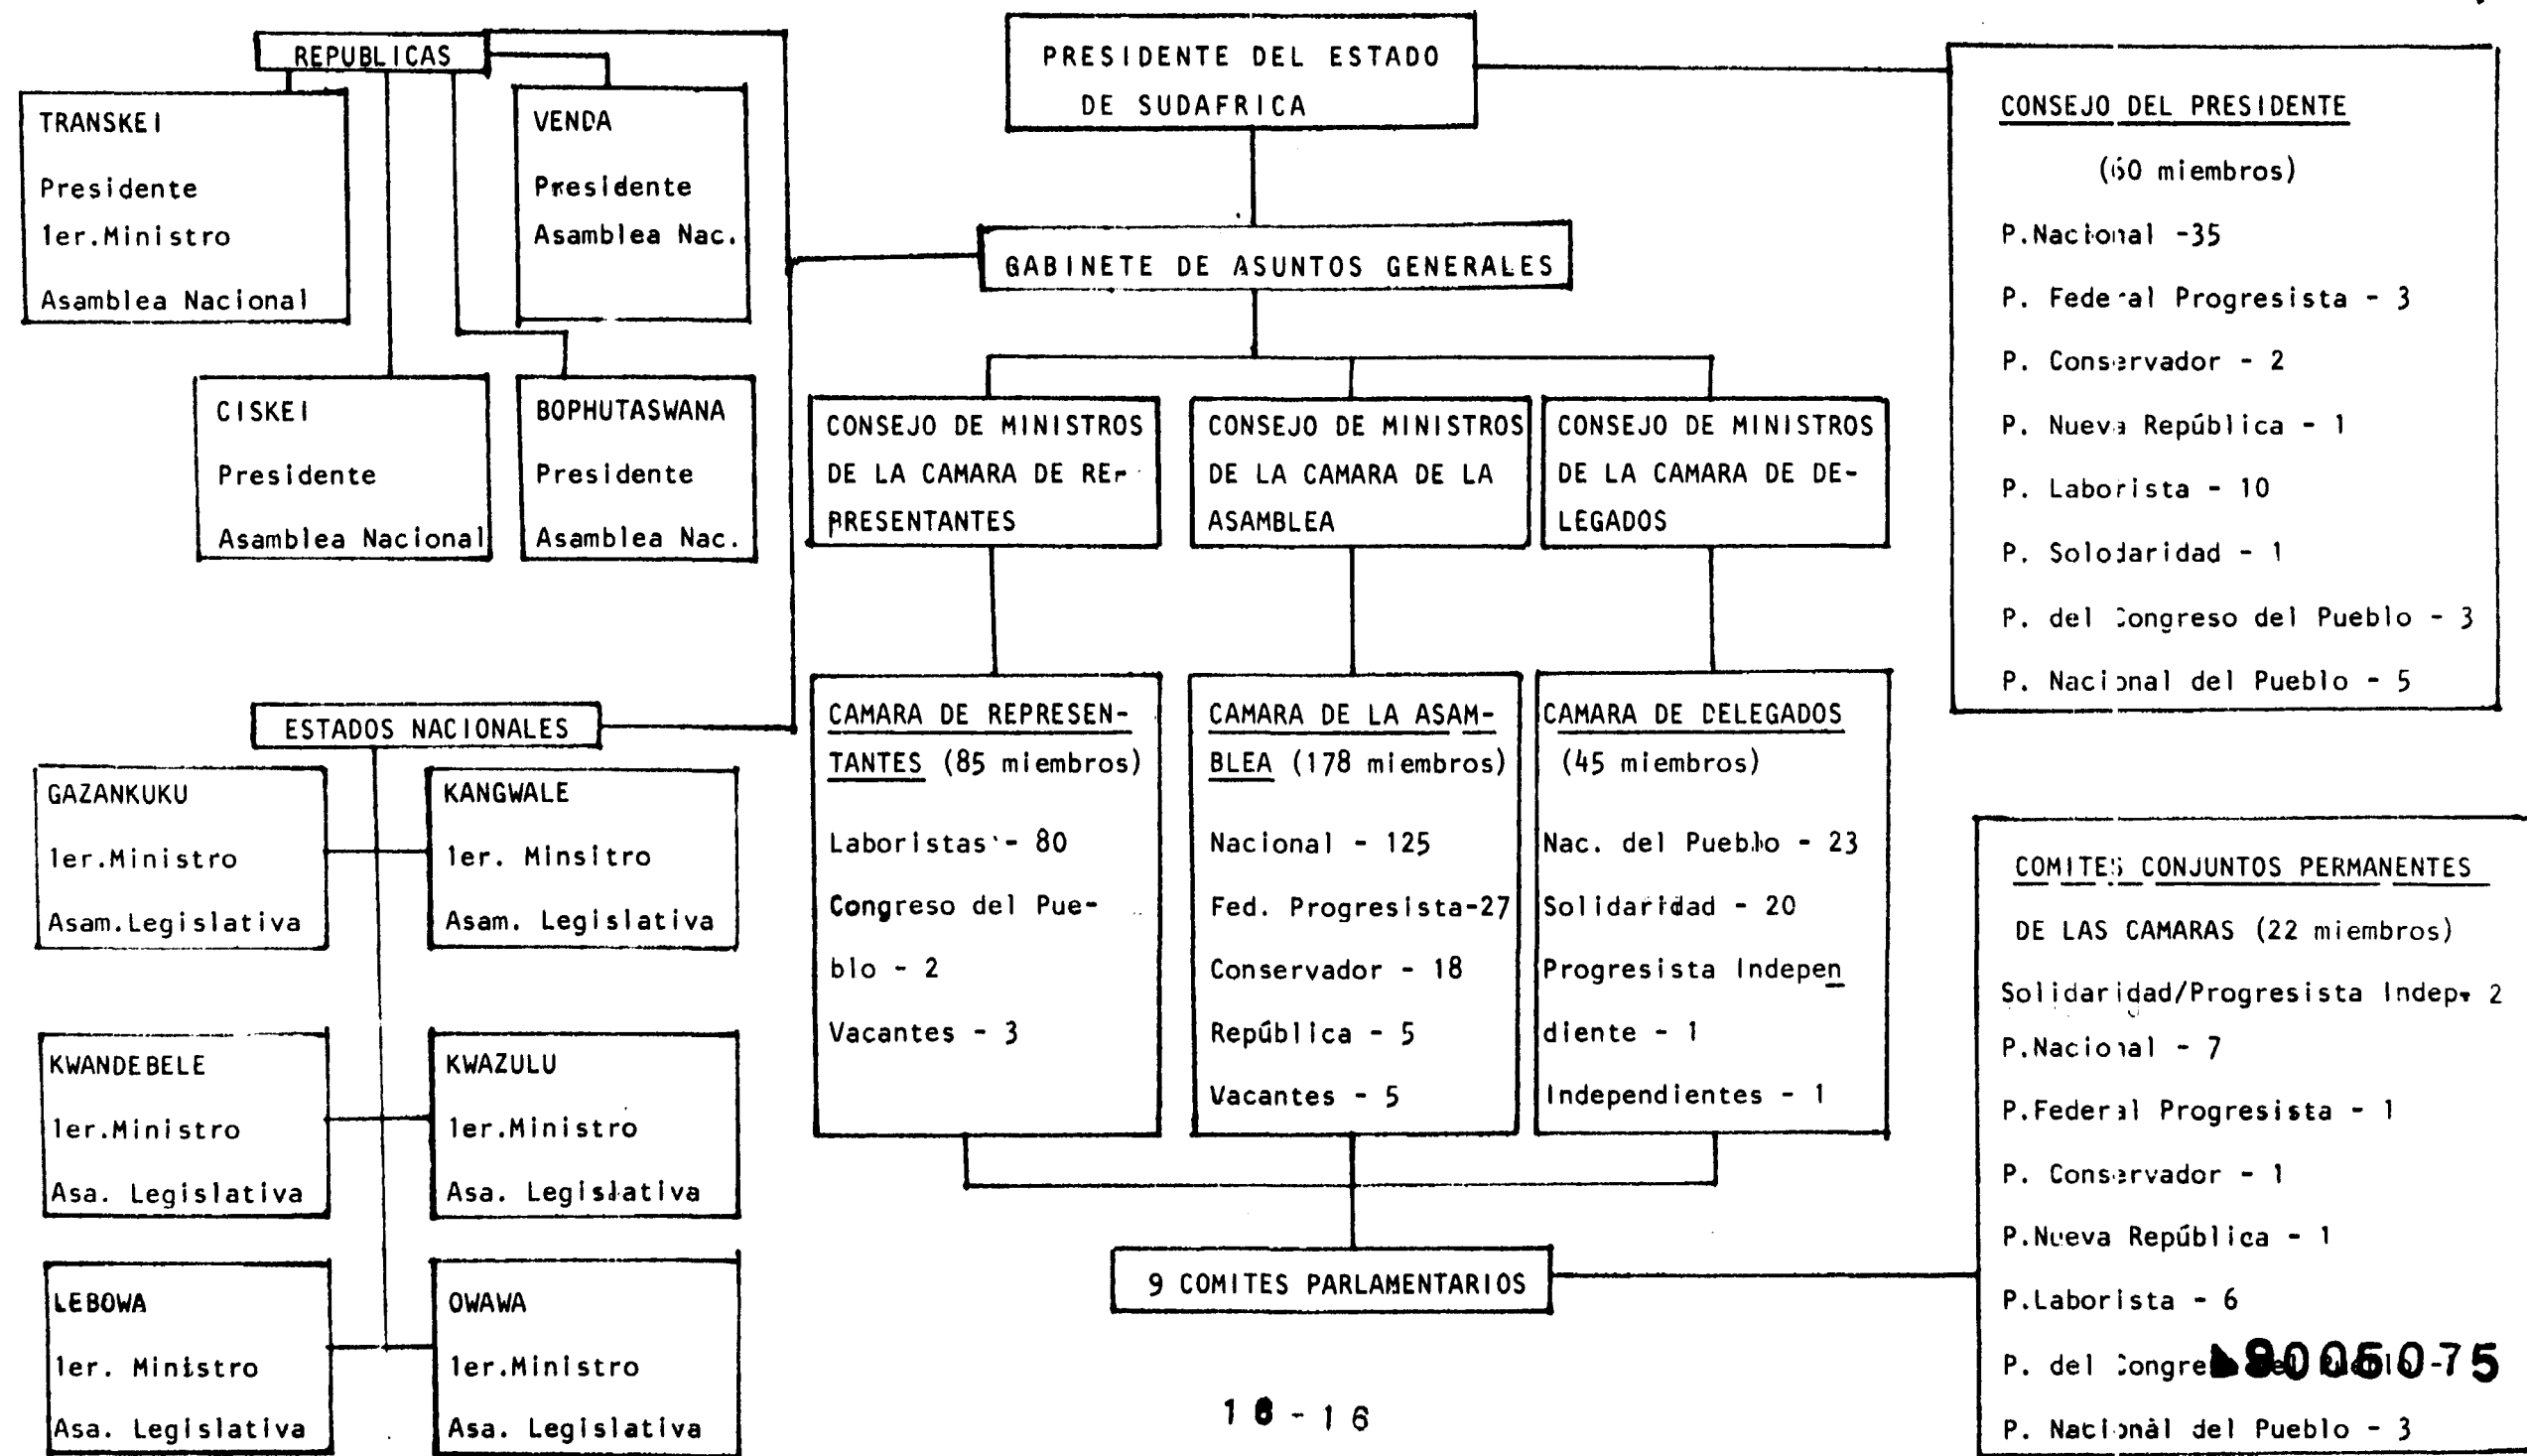 REPUBLICAS
TRANSKEI
Presidente
1er.Ministro
Asamblea Nacional
VENDA
Presidente
Asamblea Nac.
CISKEI
Presidente
Asamblea Nacional
BOPHUTASWANA
Presidente
Asamblea Nac.
ESTADOS NACIONALES
GAZANKUKU
1er.Ministro
Asam.Legislativa
KANGWALE
1er. Minsitro
Asam. Legislativa
KWANDEBELE
1er.Ministro
Asa. Legislativa
KWAZULU
1er.Ministro
Asa. Legislativa
LEBOWA
1er. Ministro
Asa. Legislativa
OWAWA
1er.Ministro
Asa. Legislativa
PRESIDENTE DEL ESTADO
DE SUDAFRICA
GABINETE DE ASUNTOS GENERALES
CONSEJO DE MINISTROS
DE LA CAMARA DE RE-
PRESENTANTES
CONSEJO DE MINISTROS
DE LA CAMARA DE LA
ASAMBLEA
CONSEJO DE MINISTROS
DE LA CAMARA DE DE-
LEGADOS
CAMARA DE REPRESEN-
TANTES (85 miembros)
Laboristas - 80
Congreso del Pue-
blo - 2
Vacantes - 3
CAMARA DE LA ASAM-
BLEA (178 miembros)
Nacional - 125
Fed. Progresista-27
Conservador - 18
República - 5
Vacantes - 5
CAMARA DE DELEGADOS
(45 miembros)
Nac. del Pueblo - 23
Solidaridad - 20
Progresista Indepen
diente - 1
Independientes - 1
9 COMITES PARLAMENTARIOS
CONSEJO DEL PRESIDENTE
(60 miembros)
P.Nacional -35
P. Federal Progresista - 3
P. Conservador - 2
P. Nueva República - 1
P. Laborista - 10
P. Solodaridad - 1
P. del Congreso del Pueblo - 3
P. Nacional del Pueblo - 5
COMITES CONJUNTOS PERMANENTES
DE LAS CAMARAS (22 miembros)
Solidaridad/Progresista Indep. 2
P.Nacional - 7
P.Federal Progresista - 1
P. Conservador - 1
P.Nueva República - 1
P.Laborista - 6
P. del
P. Nacional del Pueblo - 3
16